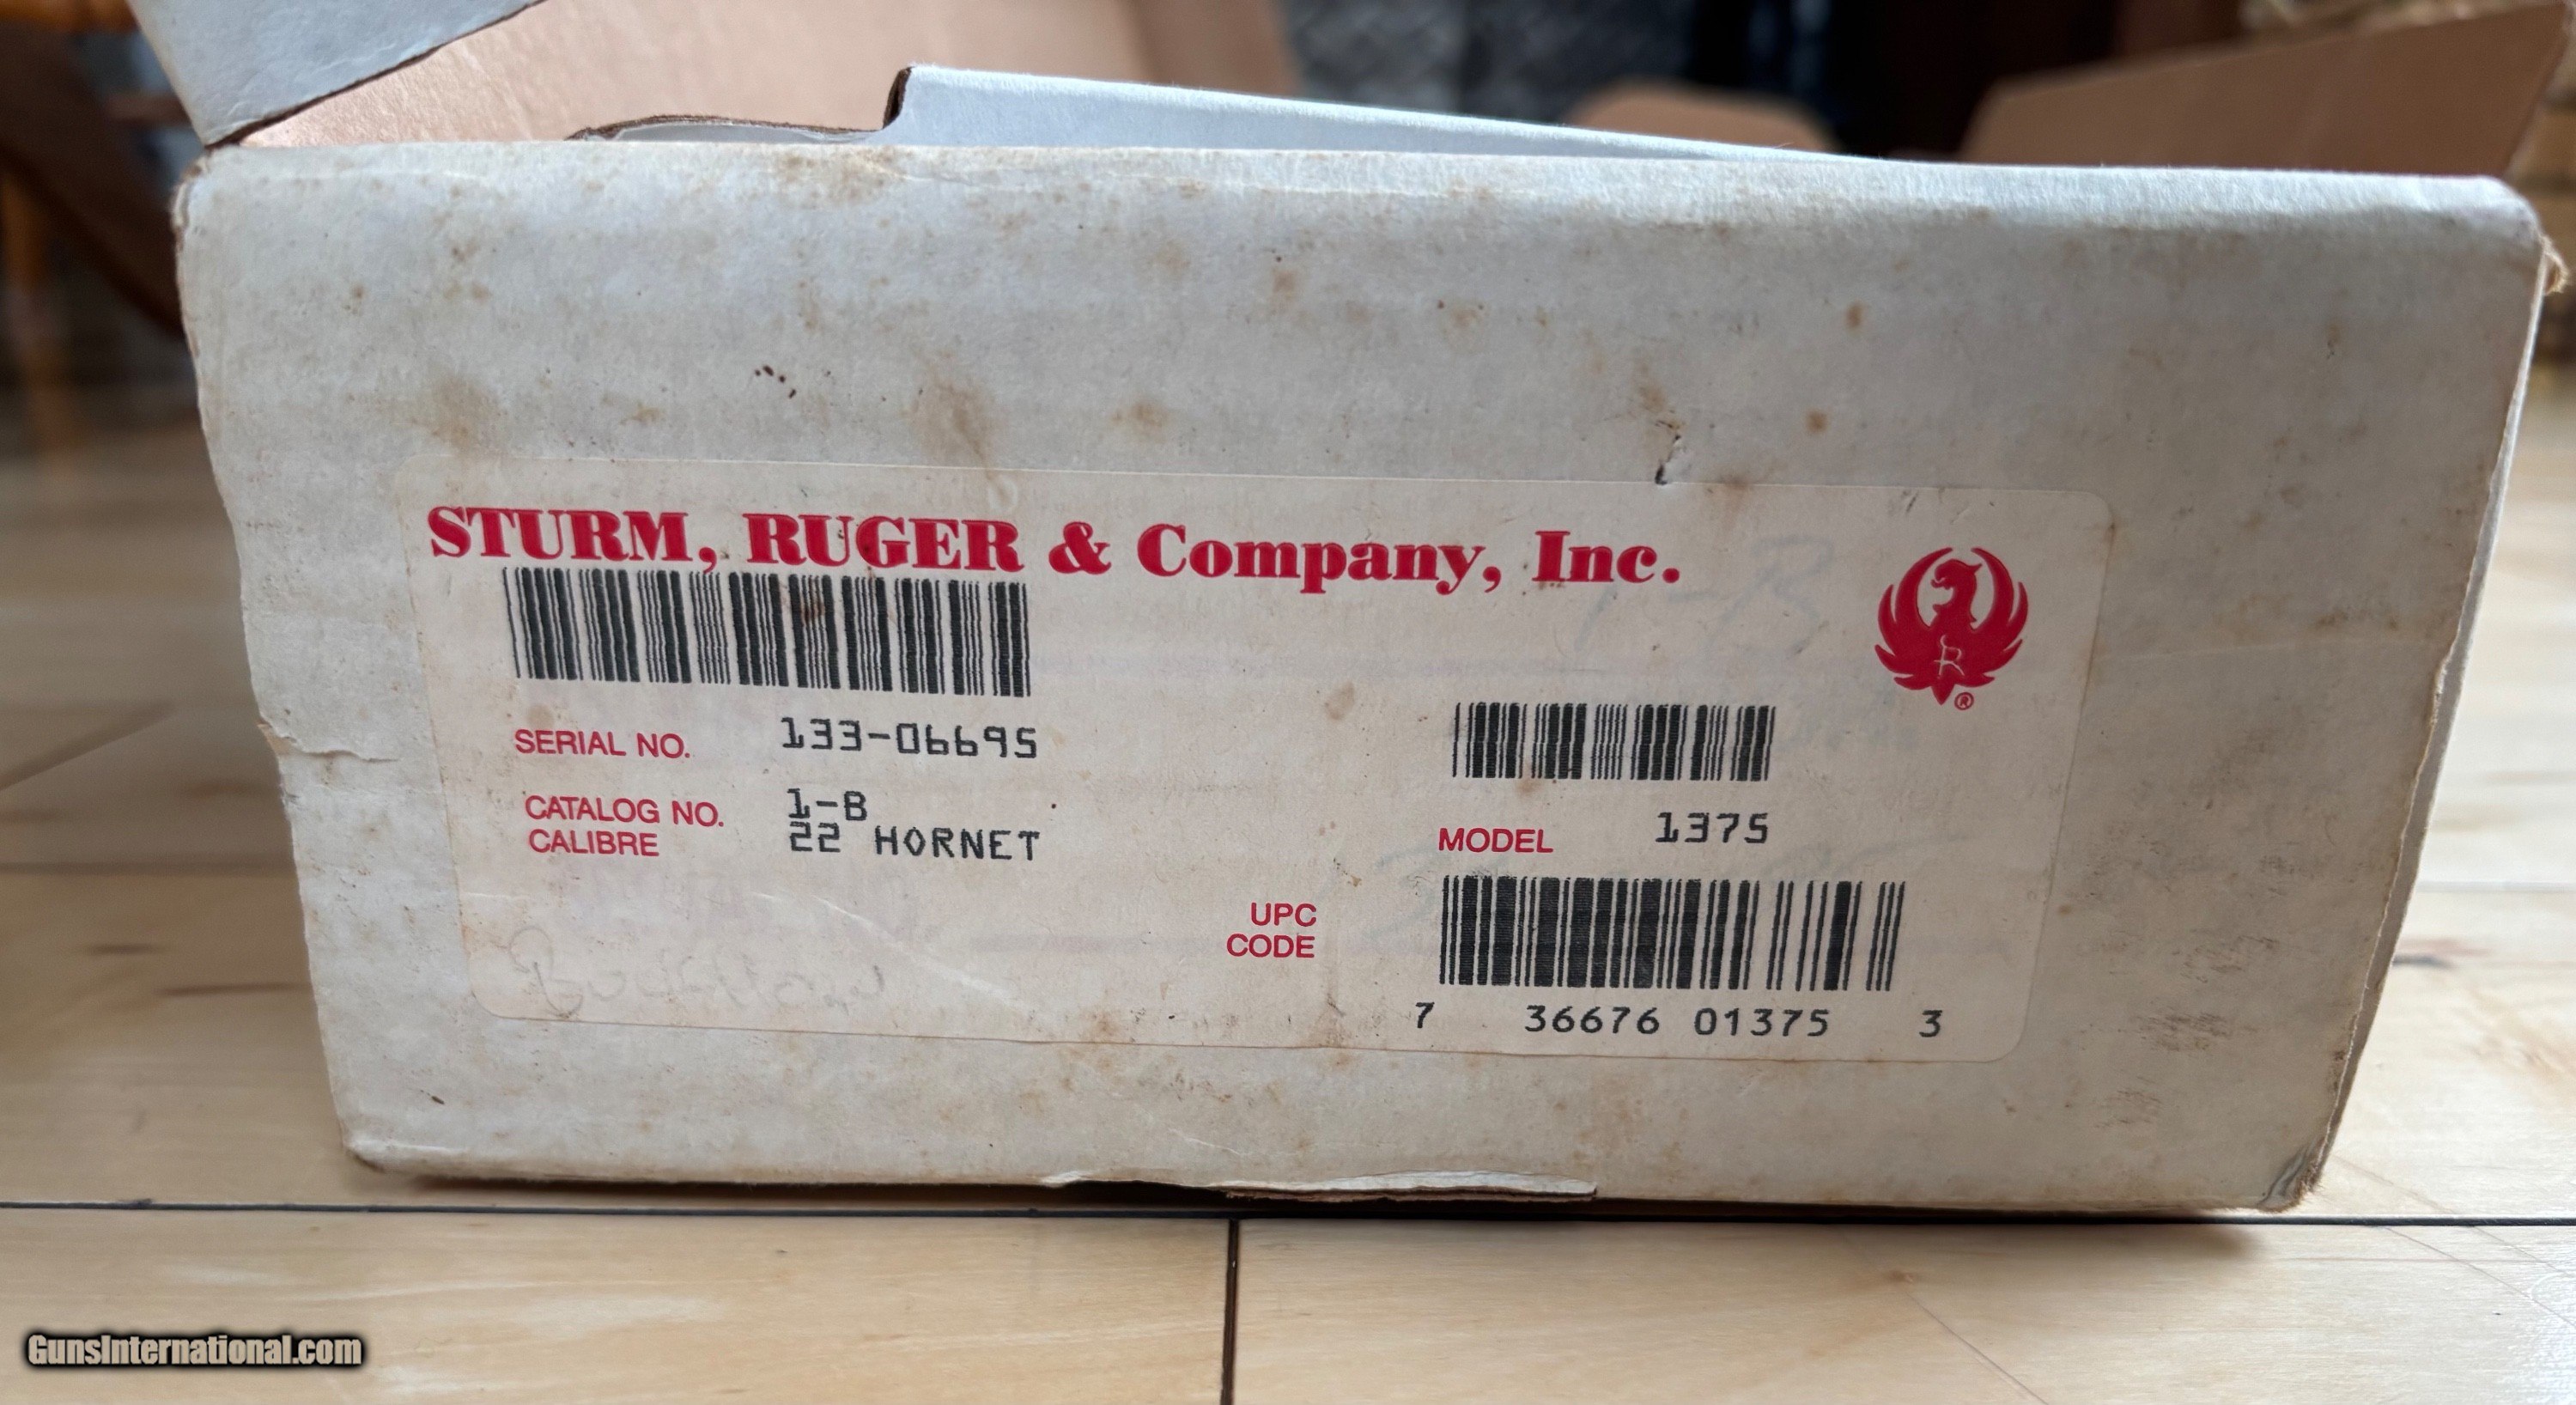 STURM, RUGER & Company, Inc.
R
®
SERIAL NO. 133-06695
CATALOG NO. 1-B
CALIBRE 22 HORNET
MODEL 1375
UPC
CODE
7 36676 01375 3
GunsInternational.com